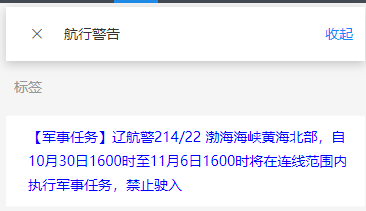 航行警告 收起
标签
【军事任务】辽航警214/22 渤海海峡黄海北部，自
10月30日1600时至11月6日1600时将在连线范围内
执行军事任务，禁止驶入